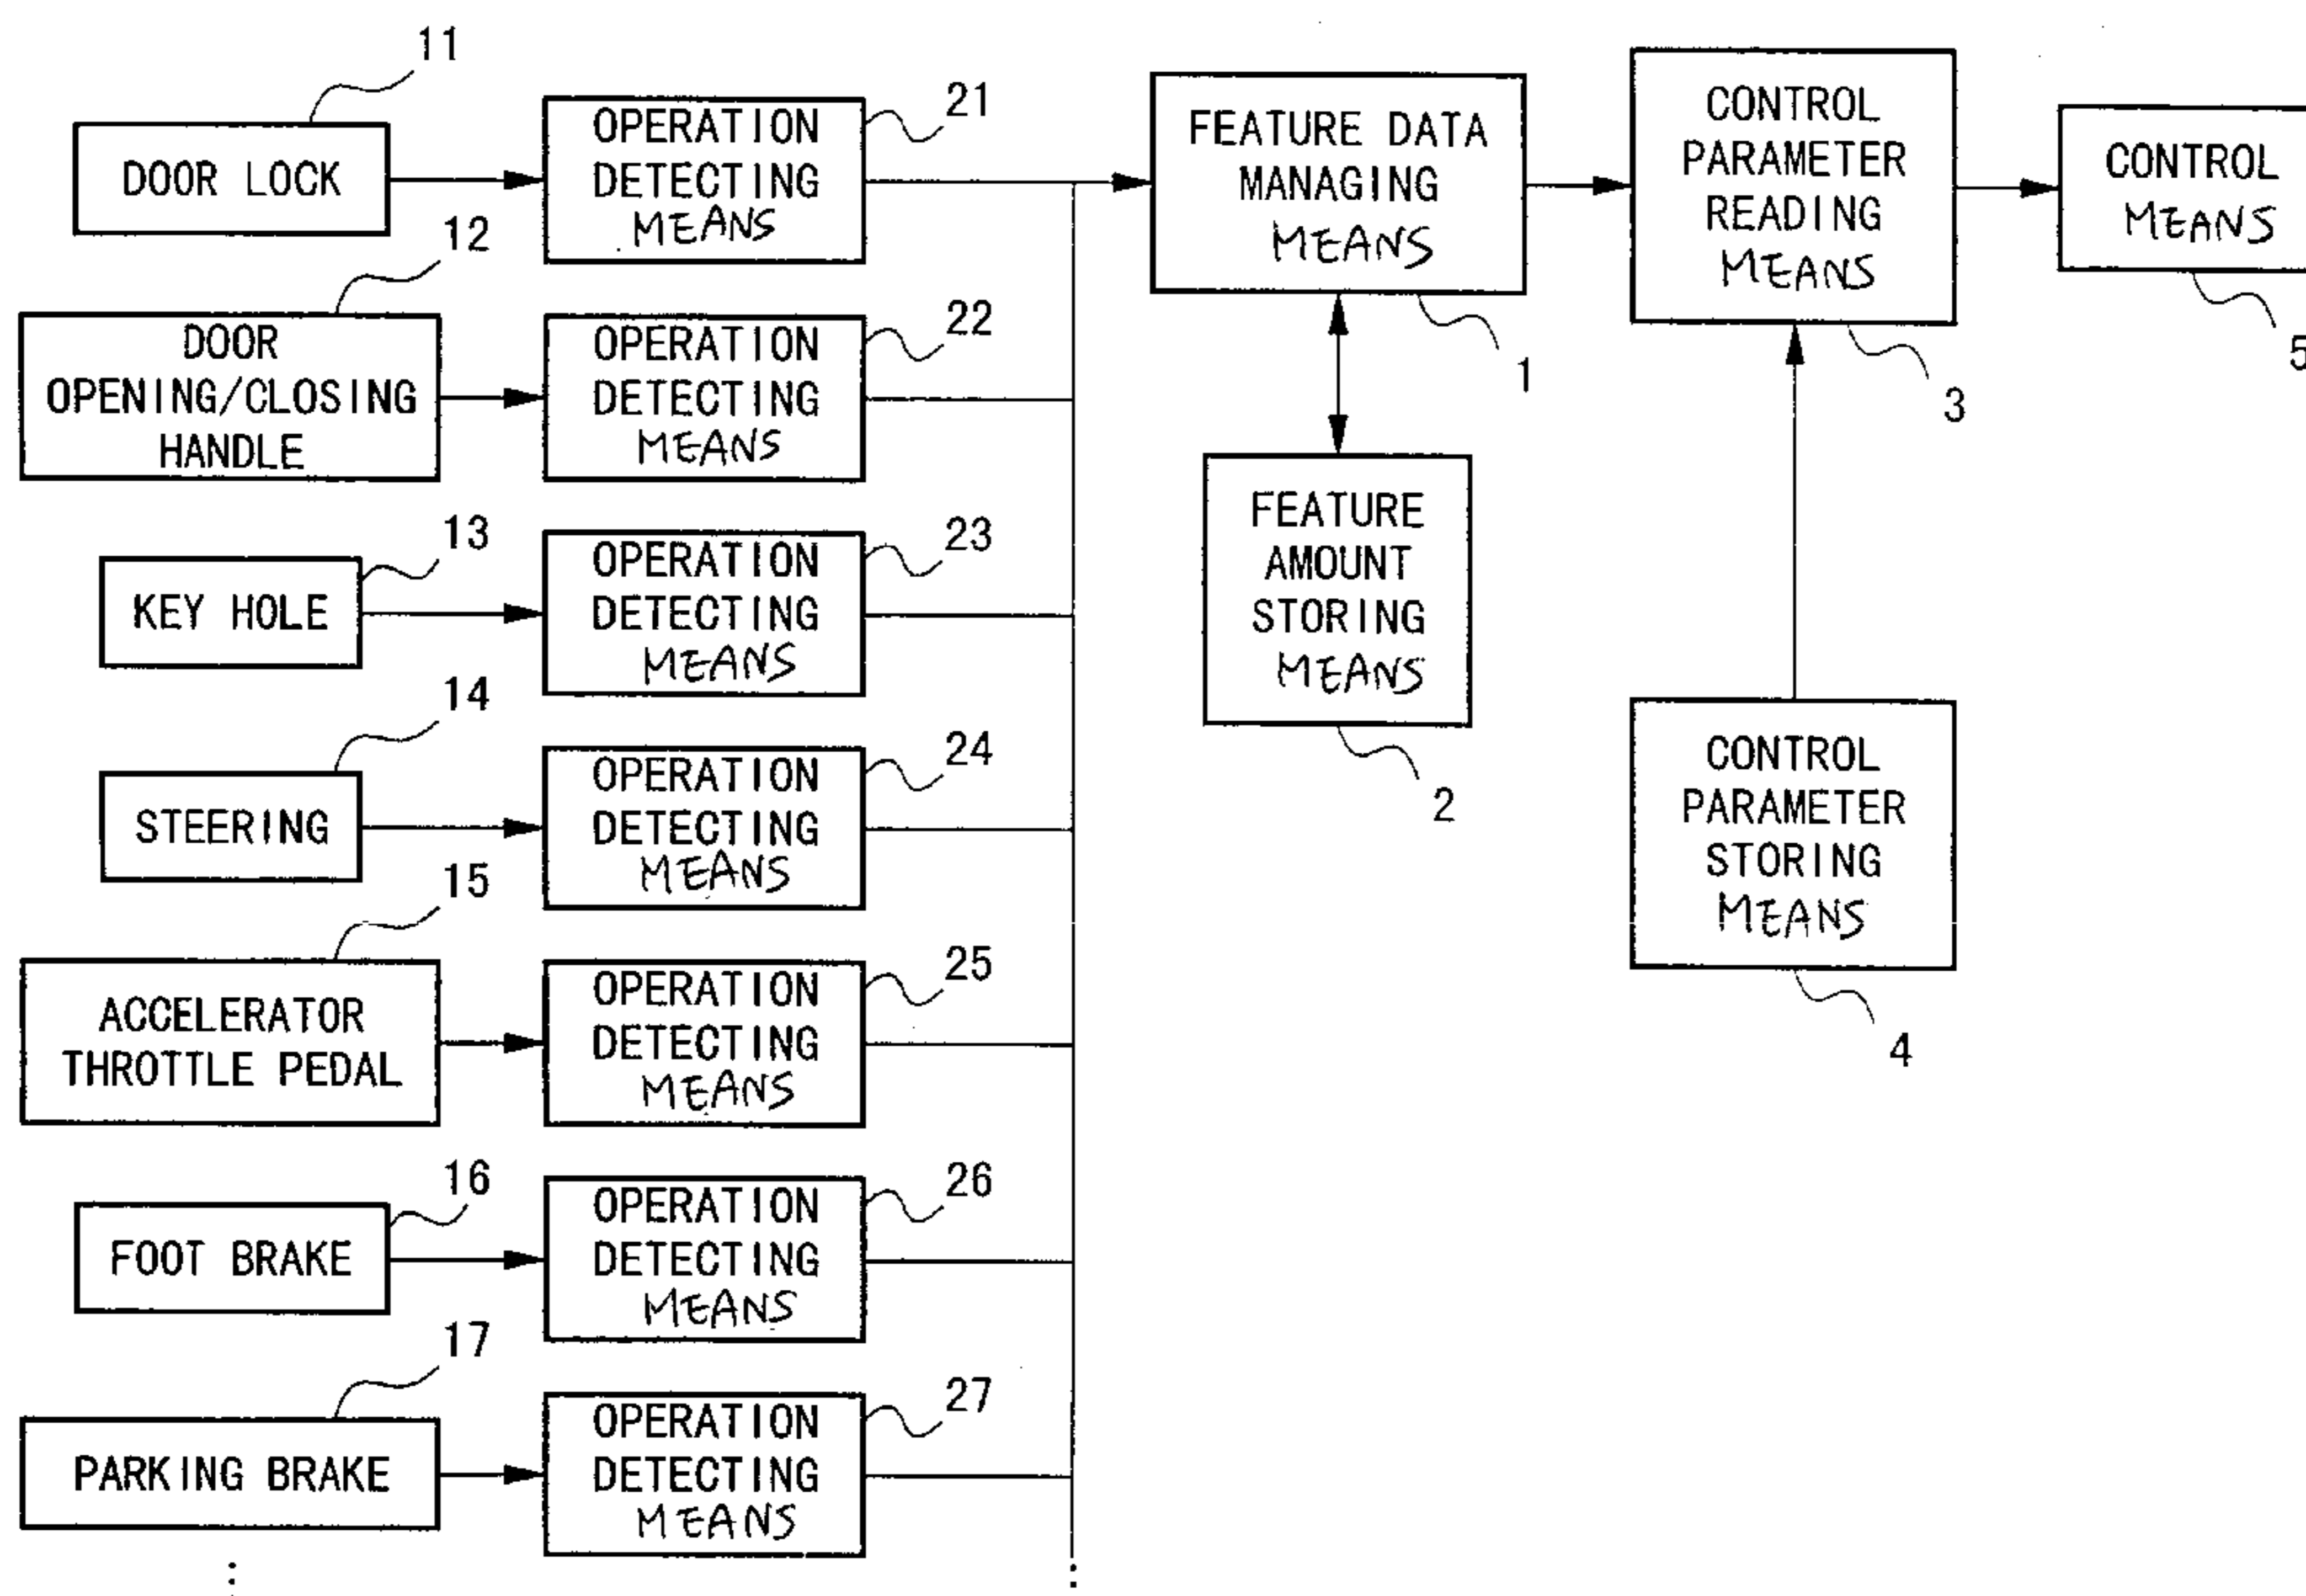 11
DOOR LOCK
12
DOOR
OPENING/CLOSING
HANDLE
13
KEY HOLE
14
STEERING
15
ACCELERATOR
THROTTLE PEDAL
16
FOOT BRAKE
17
PARKING BRAKE
21
OPERATION
DETECTING
MEANS
22
OPERATION
DETECTING
MEANS
23
OPERATION
DETECTING
MEANS
24
OPERATION
DETECTING
MEANS
25
OPERATION
DETECTING
MEANS
26
OPERATION
DETECTING
MEANS
27
OPERATION
DETECTING
MEANS
FEATURE DATA
MANAGING
MEANS
1
FEATURE
AMOUNT
STORING
MEANS
2
CONTROL
PARAMETER
READING
MEANS
3
CONTROL
PARAMETER
STORING
MEANS
4
CONTROL
MEANS
5